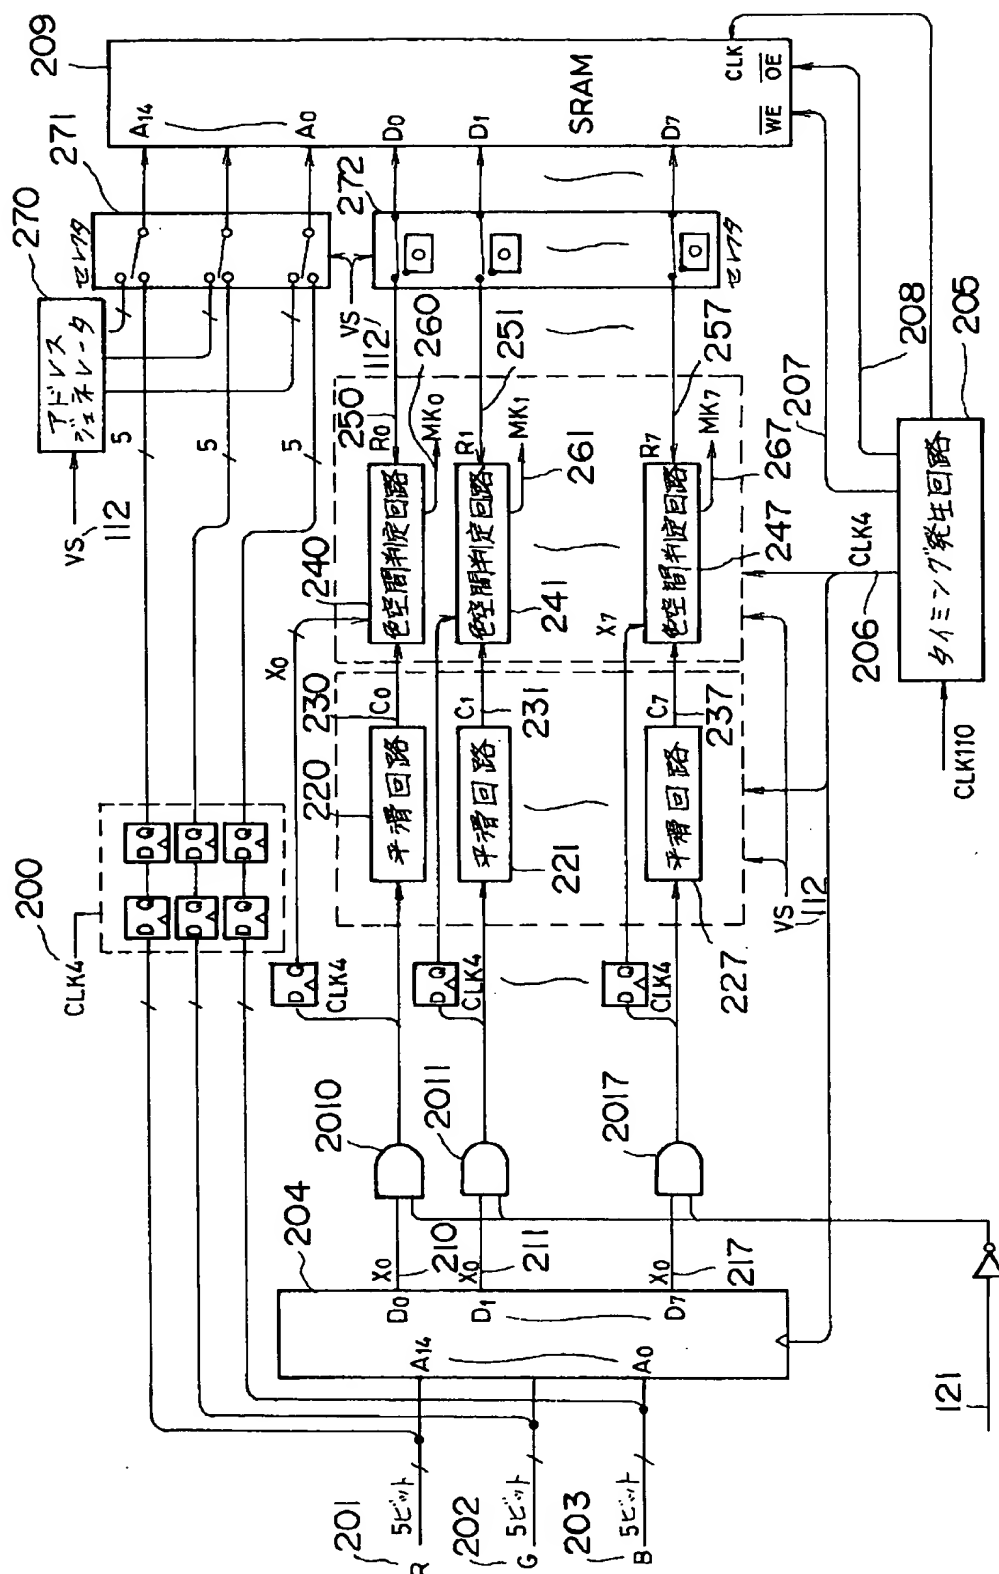 R 201 5ビット
G 202 5ビット
B 203 5ビット
204
A14
A0
D0
D1
D7
X0
210
X0
211
X0
217
121
2010
2011
2017
CLK4
200
D Q
D Q
D Q
D Q
D Q
D Q
D Q
CLK4
D Q
CLK4
D Q
CLK4
220
平滑回路
平滑回路
221
平滑回路
227
VS
112
230
C0
C1
231
C7
237
X0
X7
240
色空間判定回路
色空間判定回路
241
色空間判定回路
247
250
R0
MK0
260
R1
251
MK1
261
R7
257
MK7
267
VS
112
アドレス
ジェネレータ
270
5
5
5
セレクタ
271
VS
112'
272
0
0
0
セレクタ
209
A14
A0
D0
D1
D7
SRAM
CLK
WE
OE
CLK4
206
207
208
タイミング発生回路
205
CLK110